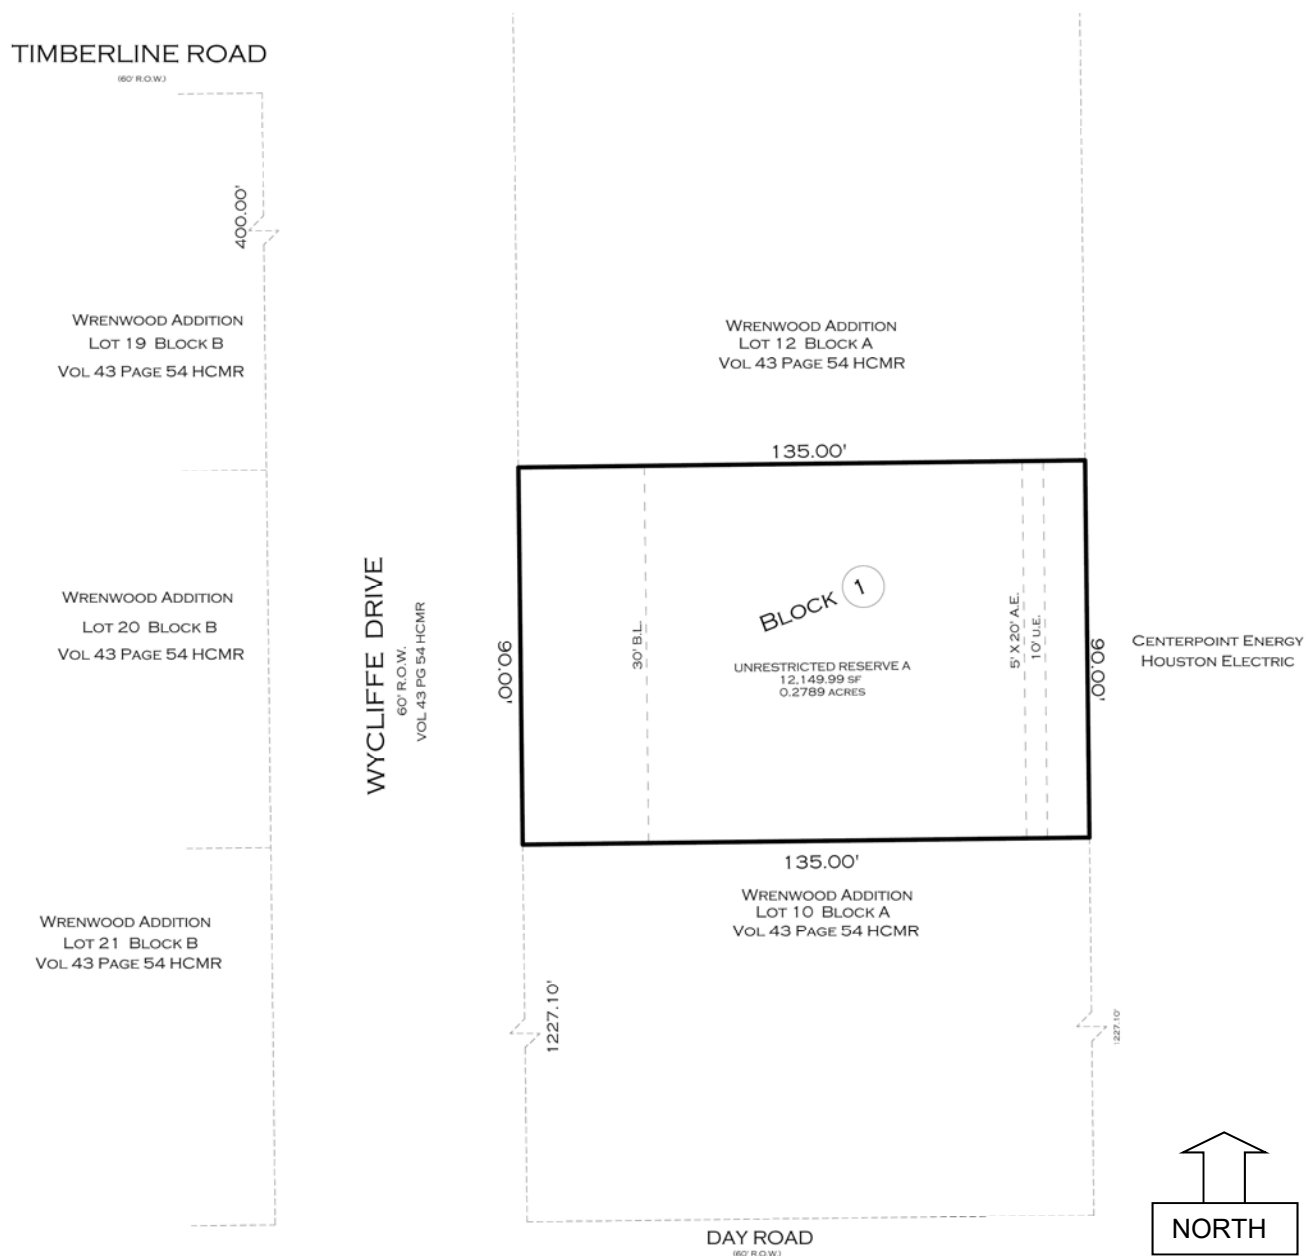 TIMBERLINE ROAD
(60' R.O.W.)
400.00'
WRENWOOD ADDITION
LOT 19 BLOCK B
VOL 43 PAGE 54 HCMR
WRENWOOD ADDITION
LOT 12 BLOCK A
VOL 43 PAGE 54 HCMR
135.00'
WRENWOOD ADDITION
LOT 20 BLOCK B
VOL 43 PAGE 54 HCMR
WYCLIFFE DRIVE
60' R.O.W.
VOL 43 PG 54 HCMR
90.00'
30' B.L.
BLOCK 1
UNRESTRICTED RESERVE A
12,149.99 SF
0.2789 ACRES
5' X 20' A.E.
10' U.E.
90.00'
CENTERPOINT ENERGY
HOUSTON ELECTRIC
135.00'
WRENWOOD ADDITION
LOT 10 BLOCK A
VOL 43 PAGE 54 HCMR
WRENWOOD ADDITION
LOT 21 BLOCK B
VOL 43 PAGE 54 HCMR
1227.10'
1227.10'
DAY ROAD
(60' R.O.W.)
NORTH